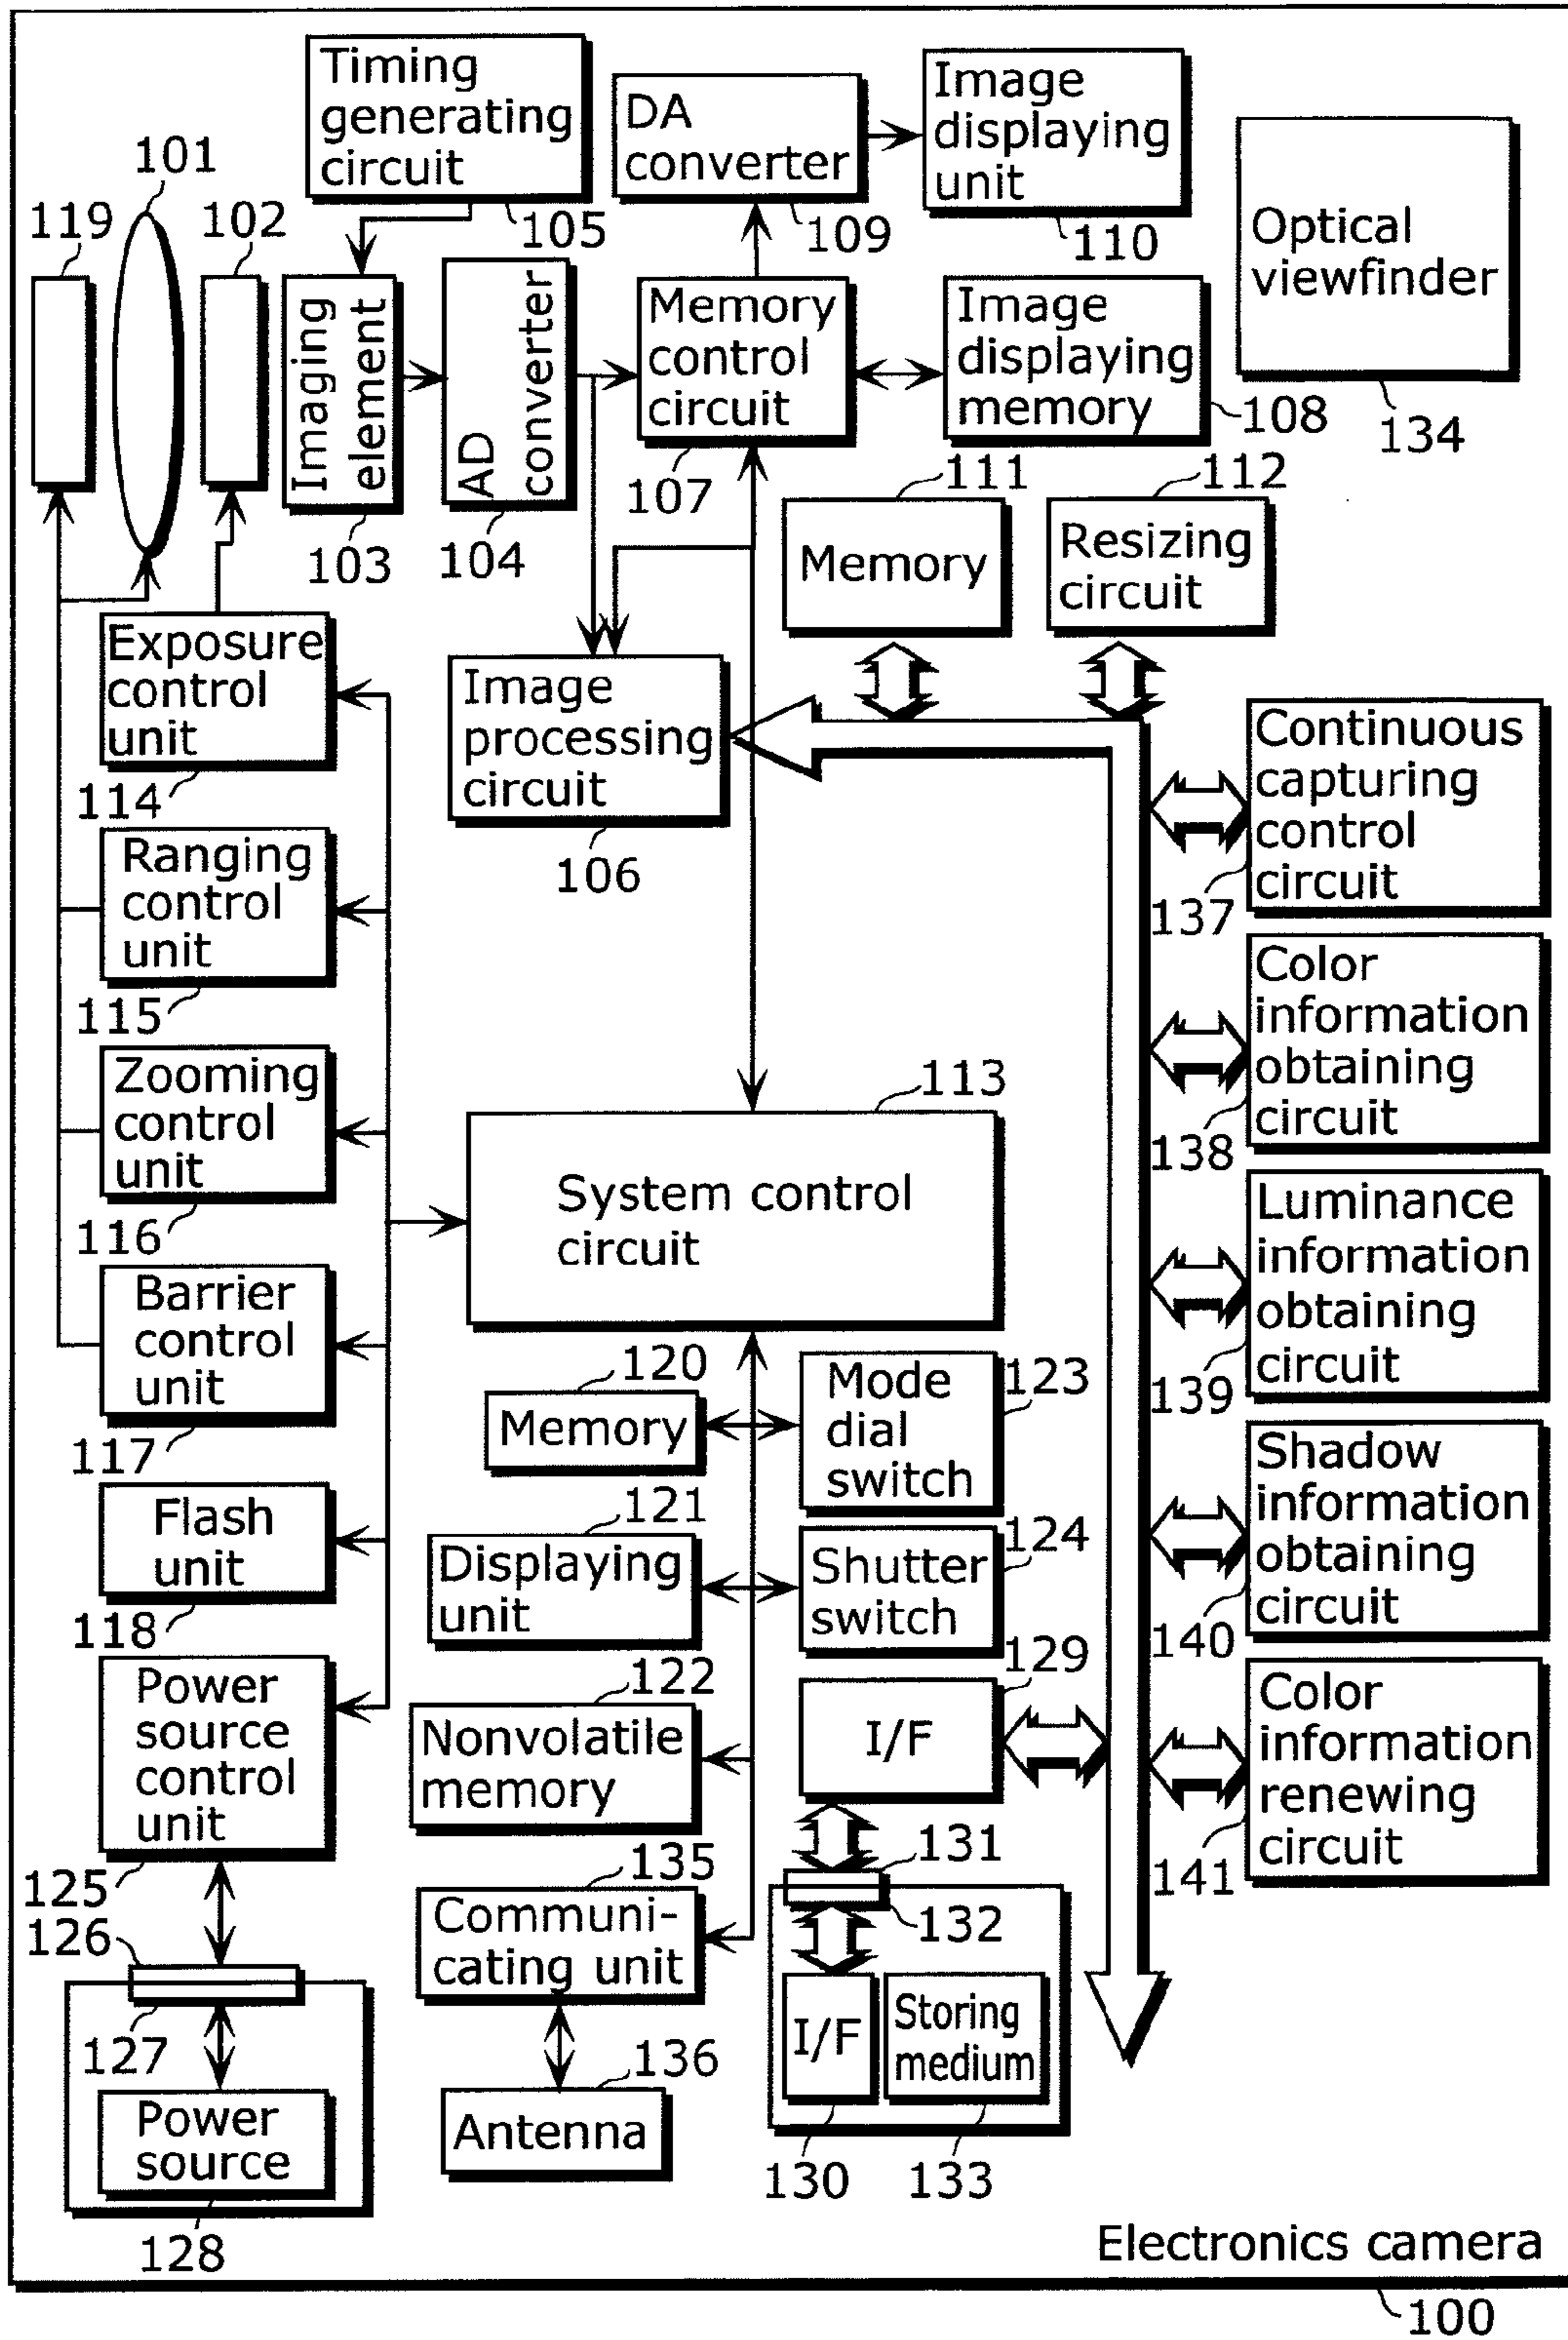 Timing
generating
circuit
105
DA
converter
109
Image
displaying
unit
110
Optical
viewfinder
134
119
101
102
Imaging
element
103
AD
converter
104
Memory
control
circuit
107
Image
displaying
memory
108
111
Memory
112
Resizing
circuit
Exposure
control
unit
114
Image
processing
circuit
106
Continuous
capturing
control
circuit
137
Ranging
control
unit
115
Color
information
obtaining
circuit
138
Zooming
control
unit
116
113
System control
circuit
Luminance
information
obtaining
circuit
139
Barrier
control
unit
117
120
Memory
Mode
dial
switch
123
Shadow
information
obtaining
circuit
140
Flash
unit
118
121
Displaying
unit
Shutter
switch
124
Power
source
control
unit
125
122
Nonvolatile
memory
129
I/F
Color
information
renewing
circuit
141
126
127
Power
source
128
135
Communi-
cating unit
136
Antenna
131
132
I/F
130
Storing
medium
133
Electronics camera
100